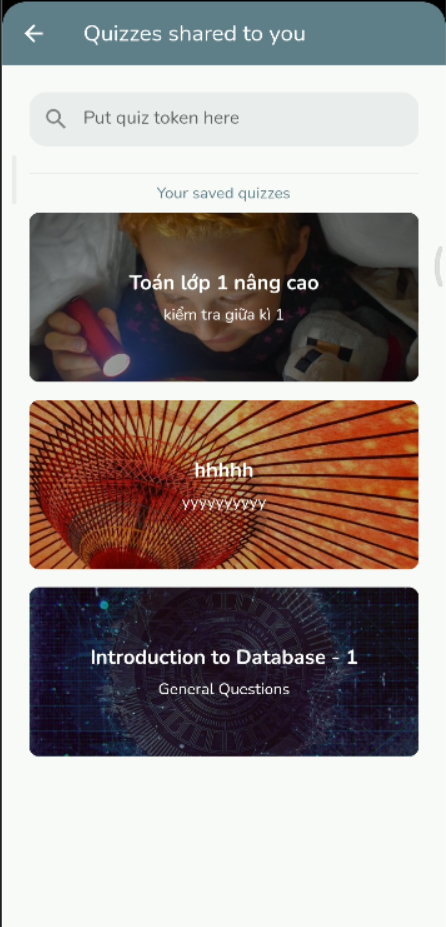 Quizzes shared to you
Put quiz token here
Your saved quizzes
Toán lớp 1 nâng cao
kiểm tra giữa kì 1
hhhhh
yyyyyyyyyy
Introduction to Database - 1
General Questions